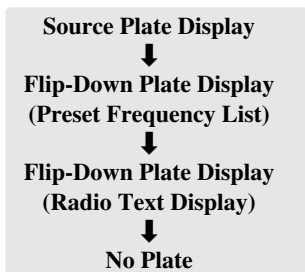 Source Plate Display
Flip-Down Plate Display
(Preset Frequency List)
Flip-Down Plate Display
(Radio Text Display)
No Plate